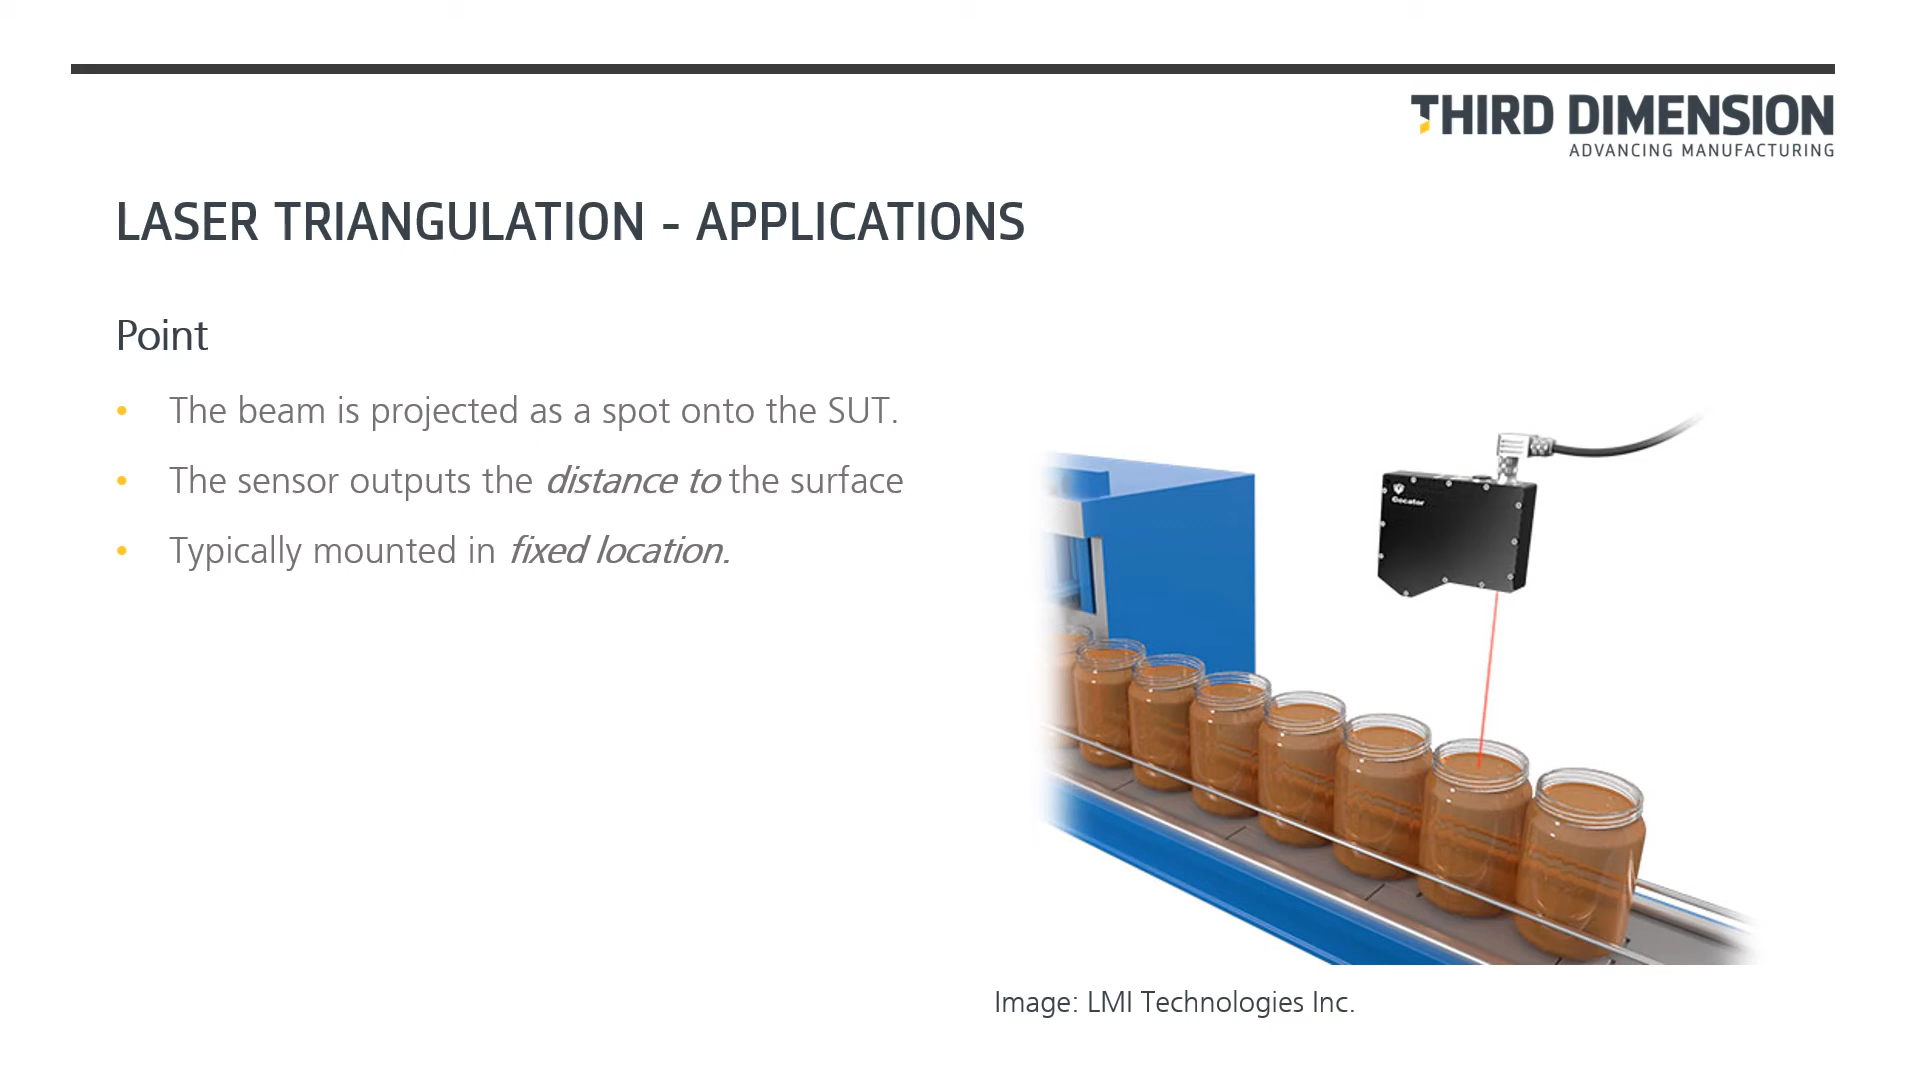 THIRD DIMENSION
ADVANCING MANUFACTURING
LASER TRIANGULATION - APPLICATIONS
Point
• The beam is projected as a spot onto the SUT.
• The sensor outputs the distance to the surface
• Typically mounted in fixed location.
Gocator
Image: LMI Technologies Inc.